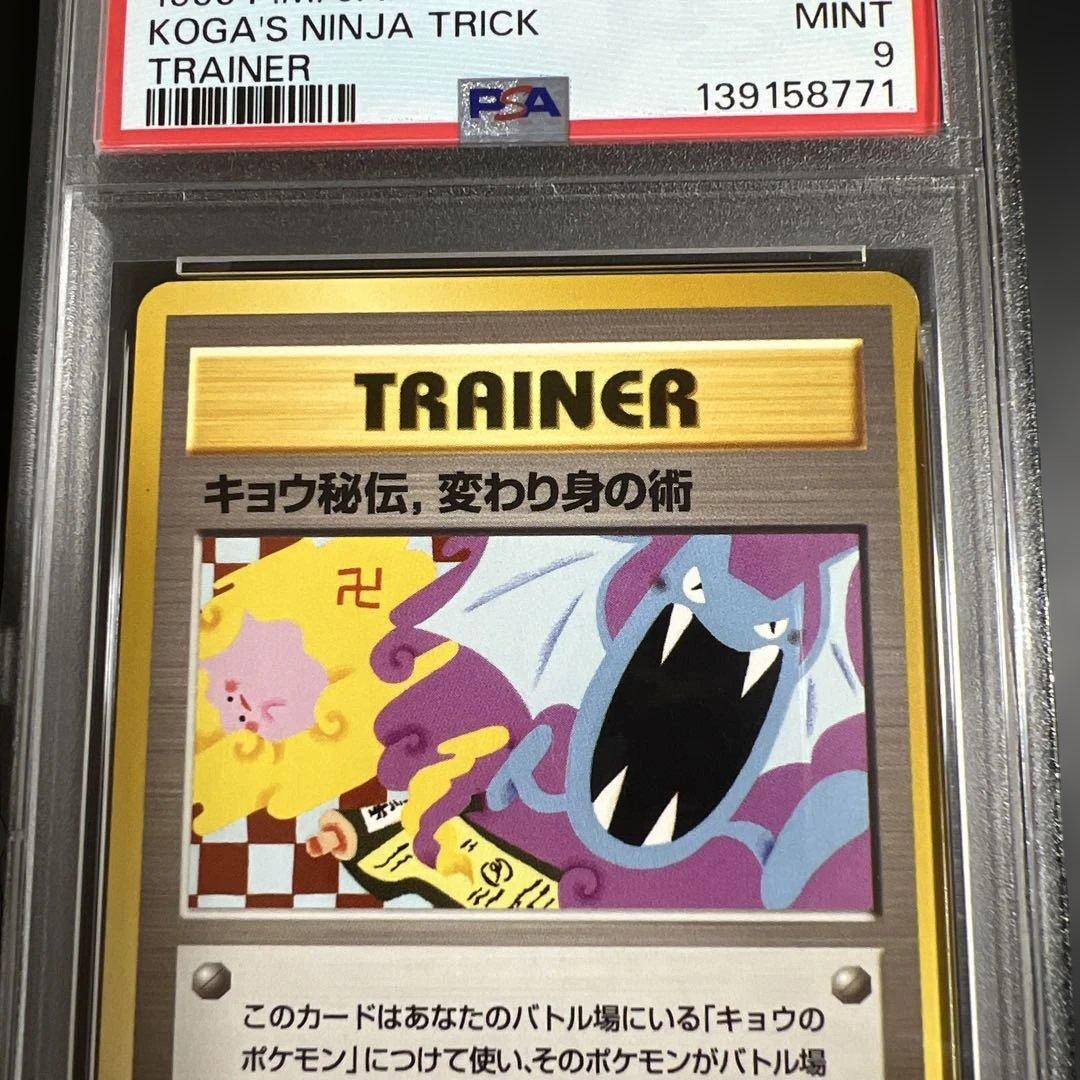 KOGA'S NINJA TRICK
MINT
TRAINER
9
PSA
139158771
TRAINER
キョウ秘伝，変わり身の術
卍
このカードはあなたのバトル場にいる「キョウの
ポケモン」につけて使い、そのポケモンがバトル場